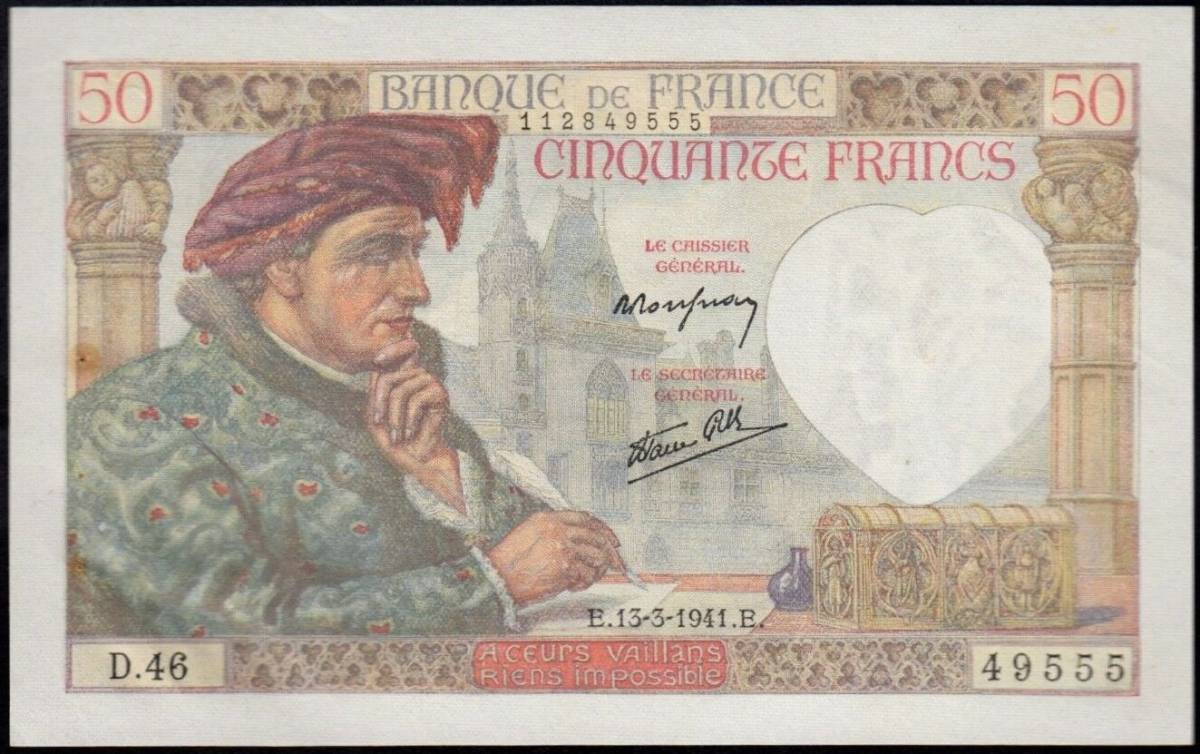 50
BANQUE DE FRANCE
50
112849555
CINQUANTE FRANCS
LE CAISSIER
GÉNÉRAL.
LE SECRÉTAIRE
GÉNÉRAL.
E.13-3-1941.E.
D.46
A CŒURS VAILLANS
RIENS IMPOSSIBLE
49555